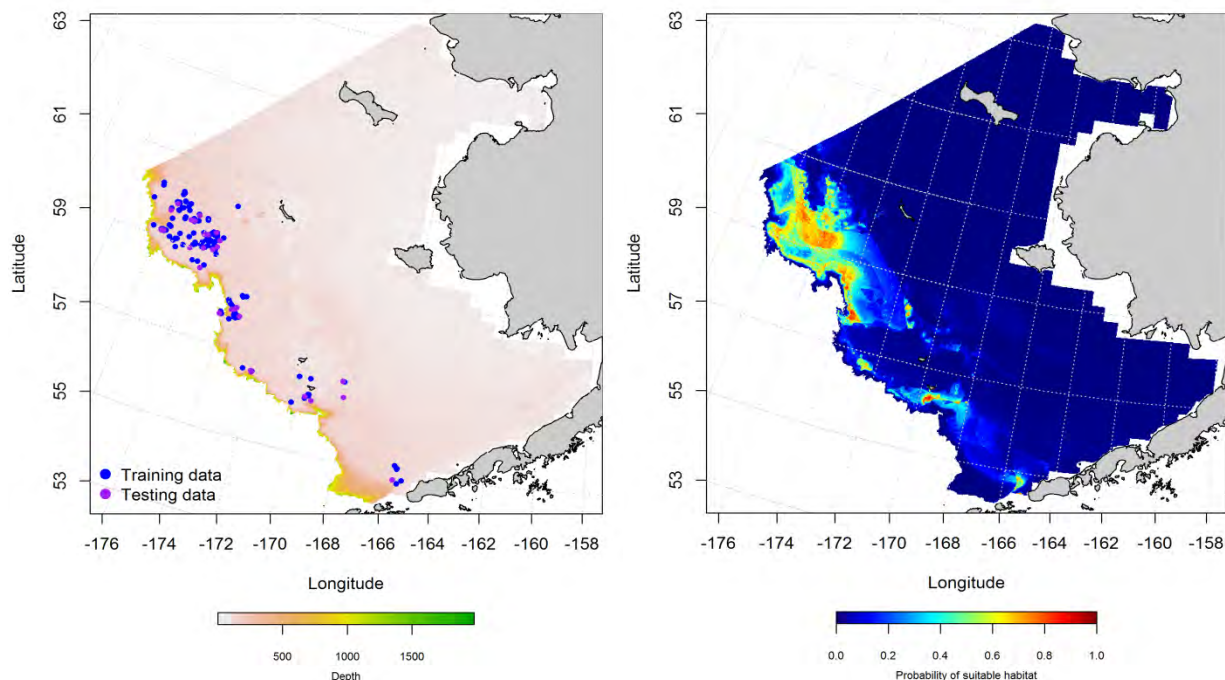 63
61
59
57
55
53
Latitude
Training data
Testing data
-176 -174 -172 -170 -168 -166 -164 -162 -160 -158
Longitude
500 1000 1500
Depth
63
61
59
57
55
53
Latitude
-176 -174 -172 -170 -168 -166 -164 -162 -160 -158
Longitude
0.0 0.2 0.4 0.6 0.8 1.0
Probability of suitable habitat